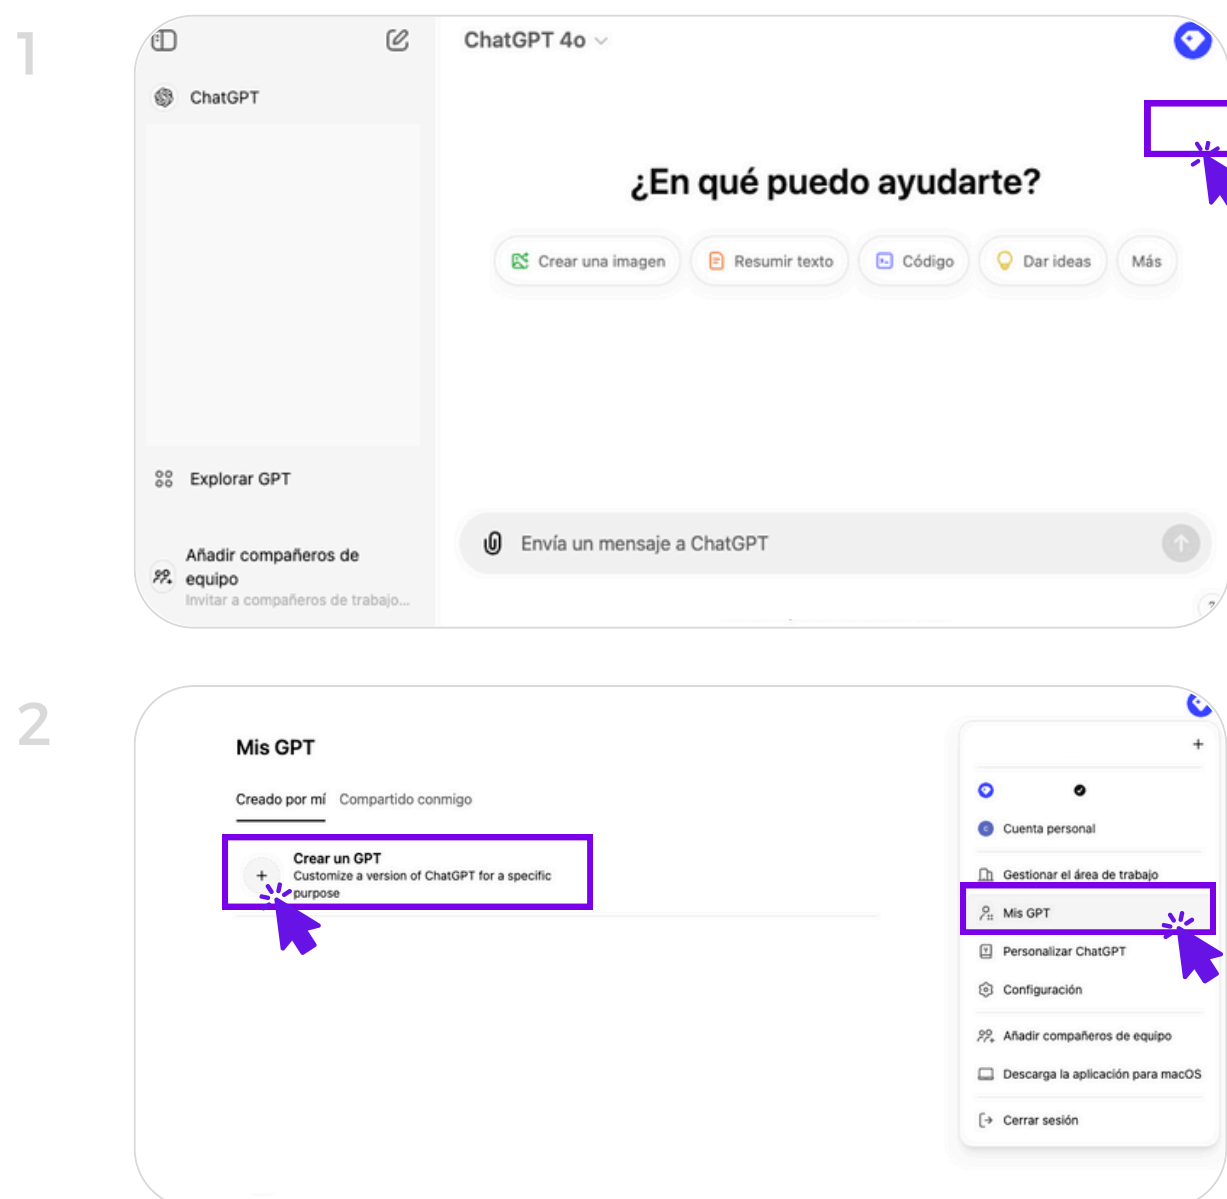 1
ChatGPT 4o
ChatGPT
¿En qué puedo ayudarte?
Crear una imagen
Resumir texto
Código
Dar ideas
Más
Explorar GPT
Envía un mensaje a ChatGPT
Añadir compañeros de
equipo
Invitar a compañeros de trabajo...
?
2
Mis GPT
Creado por mí
Compartido conmigo
Crear un GPT
Customize a version of ChatGPT for a specific
purpose
Cuenta personal
Gestionar el área de trabajo
Mis GPT
Personalizar ChatGPT
Configuración
Añadir compañeros de equipo
Descarga la aplicación para macOS
Cerrar sesión